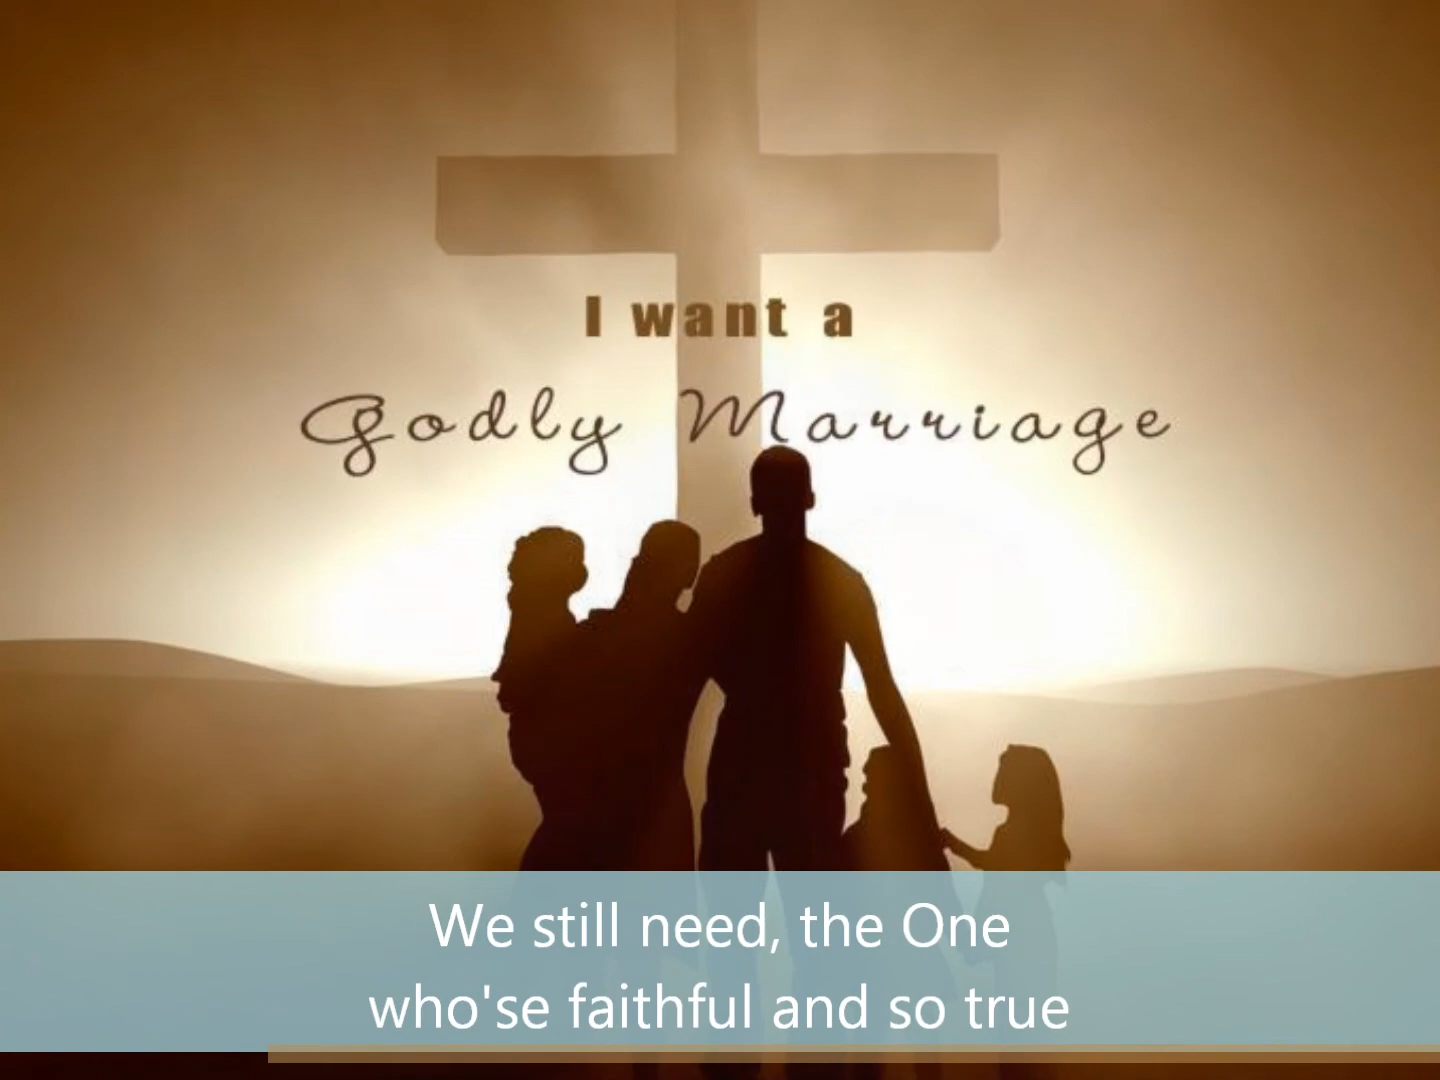 I want a
Godly Marriage
We still need, the One
who'se faithful and so true